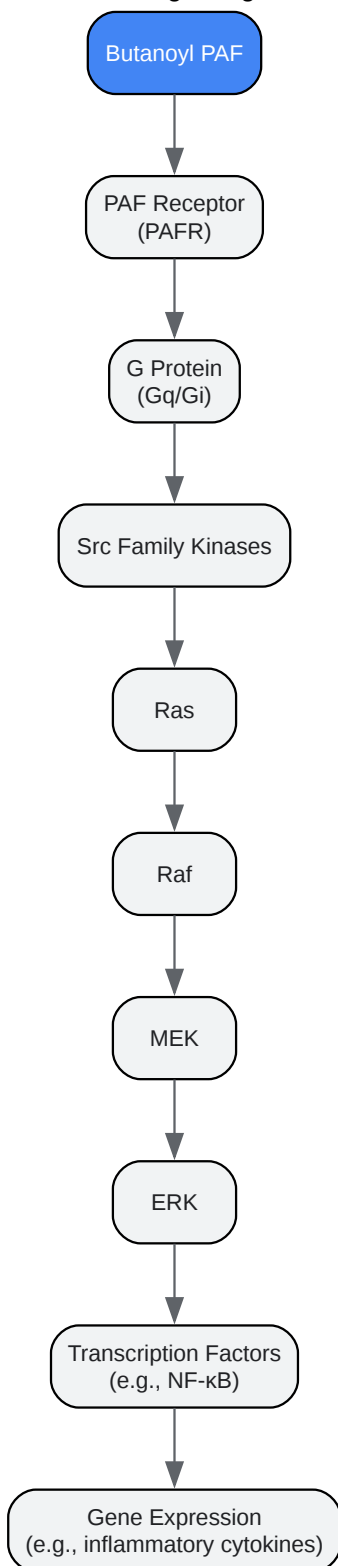 Butanoyl PAF
PAF Receptor
(PAFR)
G Protein
(Gq/Gi)
Src Family Kinases
Ras
Raf
MEK
ERK
Transcription Factors
(e.g., NF-κB)
Gene Expression
(e.g., inflammatory cytokines)